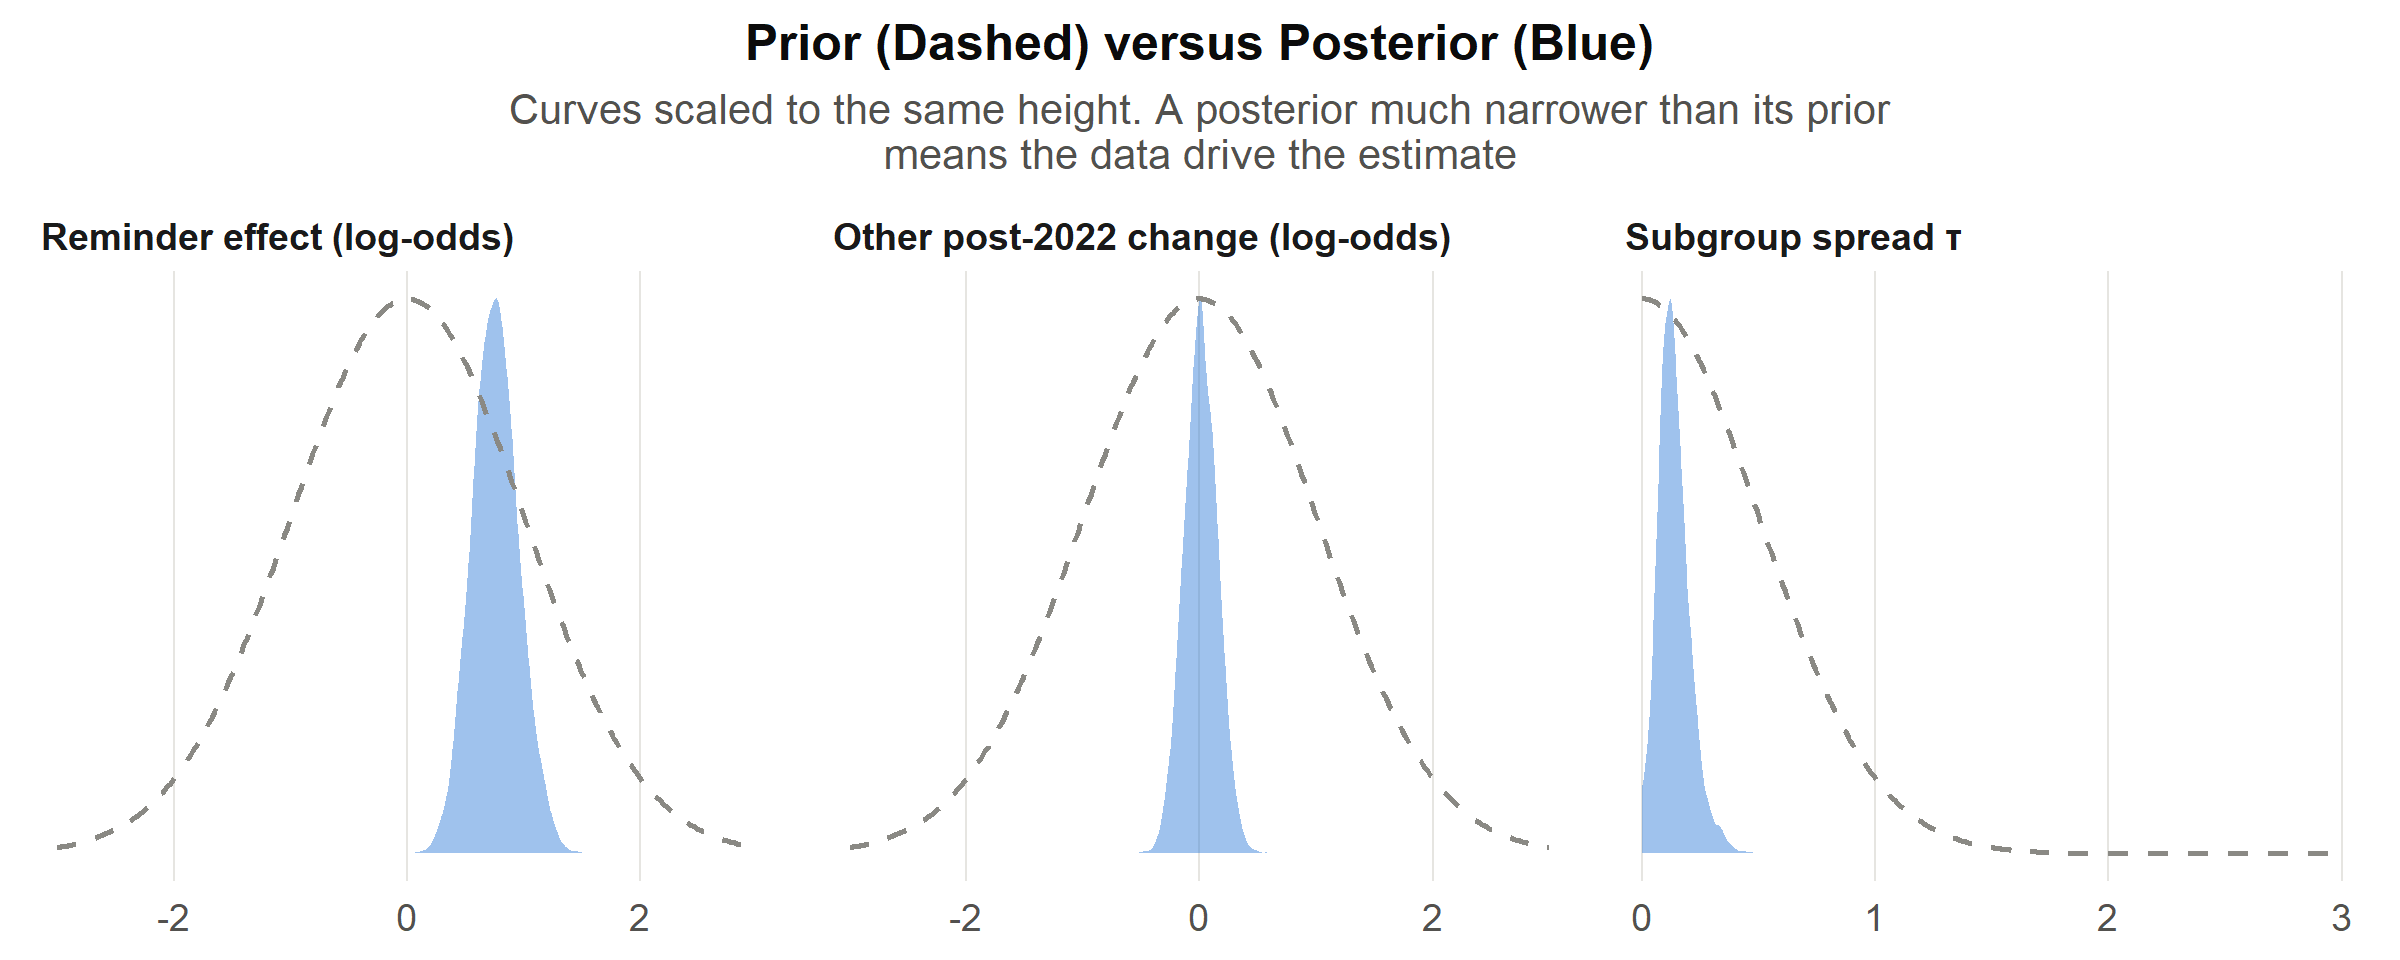 Prior (Dashed) versus Posterior (Blue)
Curves scaled to the same height. A posterior much narrower than its prior
means the data drive the estimate
Reminder effect (log-odds)
Other post-2022 change (log-odds)
Subgroup spread τ
-2 0 2
-2 0 2
0 1 2 3